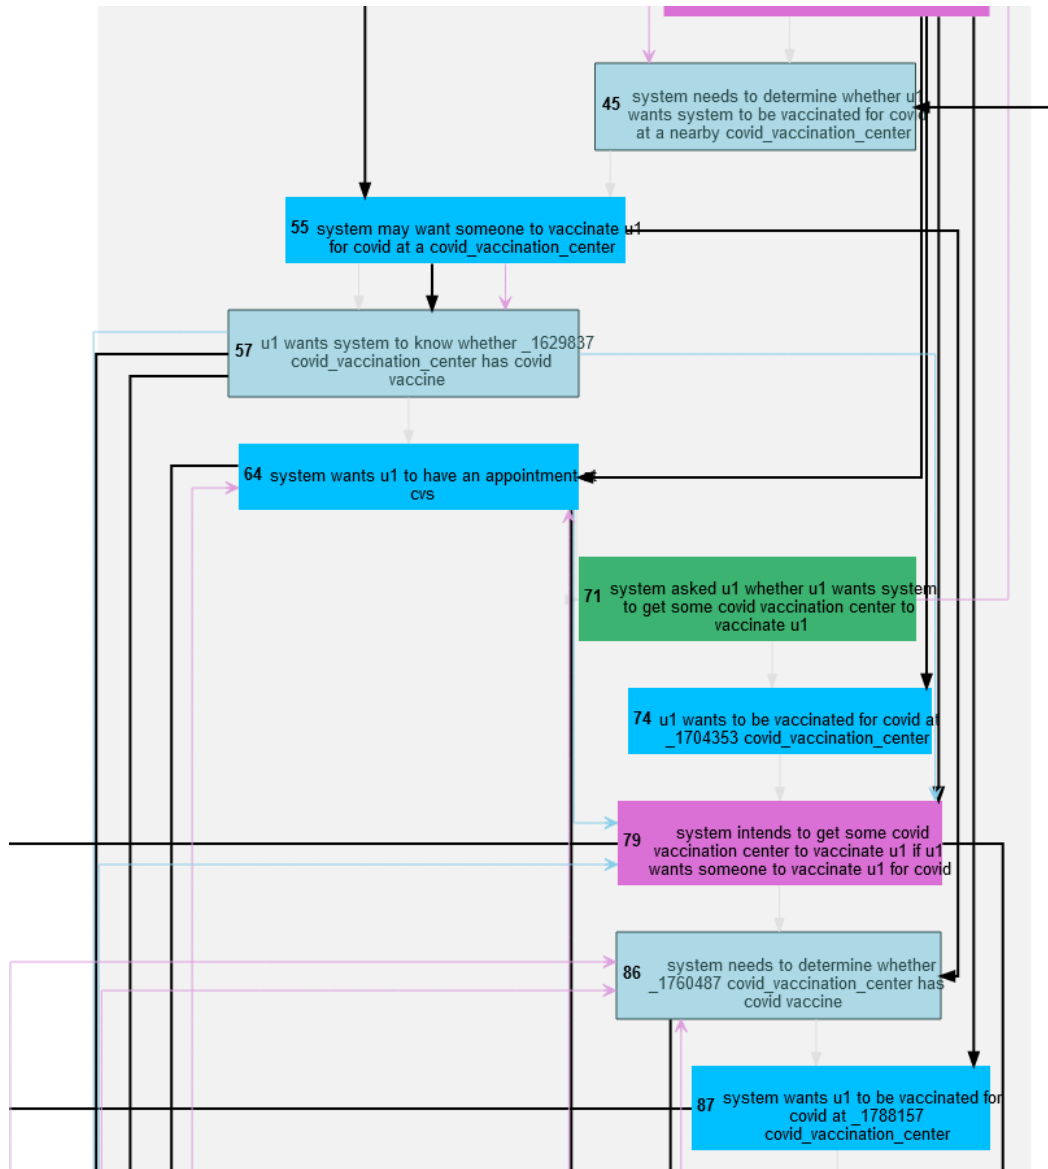 45 system needs to determine whether u1
wants system to be vaccinated for covid
at a nearby covid_vaccination_center
55 system may want someone to vaccinate u1
for covid at a covid_vaccination_center
57 u1 wants system to know whether _1629837
covid_vaccination_center has covid
vaccine
64 system wants u1 to have an appointment at
cvs
71 system asked u1 whether u1 wants system
to get some covid vaccination center to
vaccinate u1
74 u1 wants to be vaccinated for covid at
_1704353 covid_vaccination_center
79 system intends to get some covid
vaccination center to vaccinate u1 if u1
wants someone to vaccinate u1 for covid
86 system needs to determine whether
_1760487 covid_vaccination_center has
covid vaccine
87 system wants u1 to be vaccinated for
covid at _1788157
covid_vaccination_center